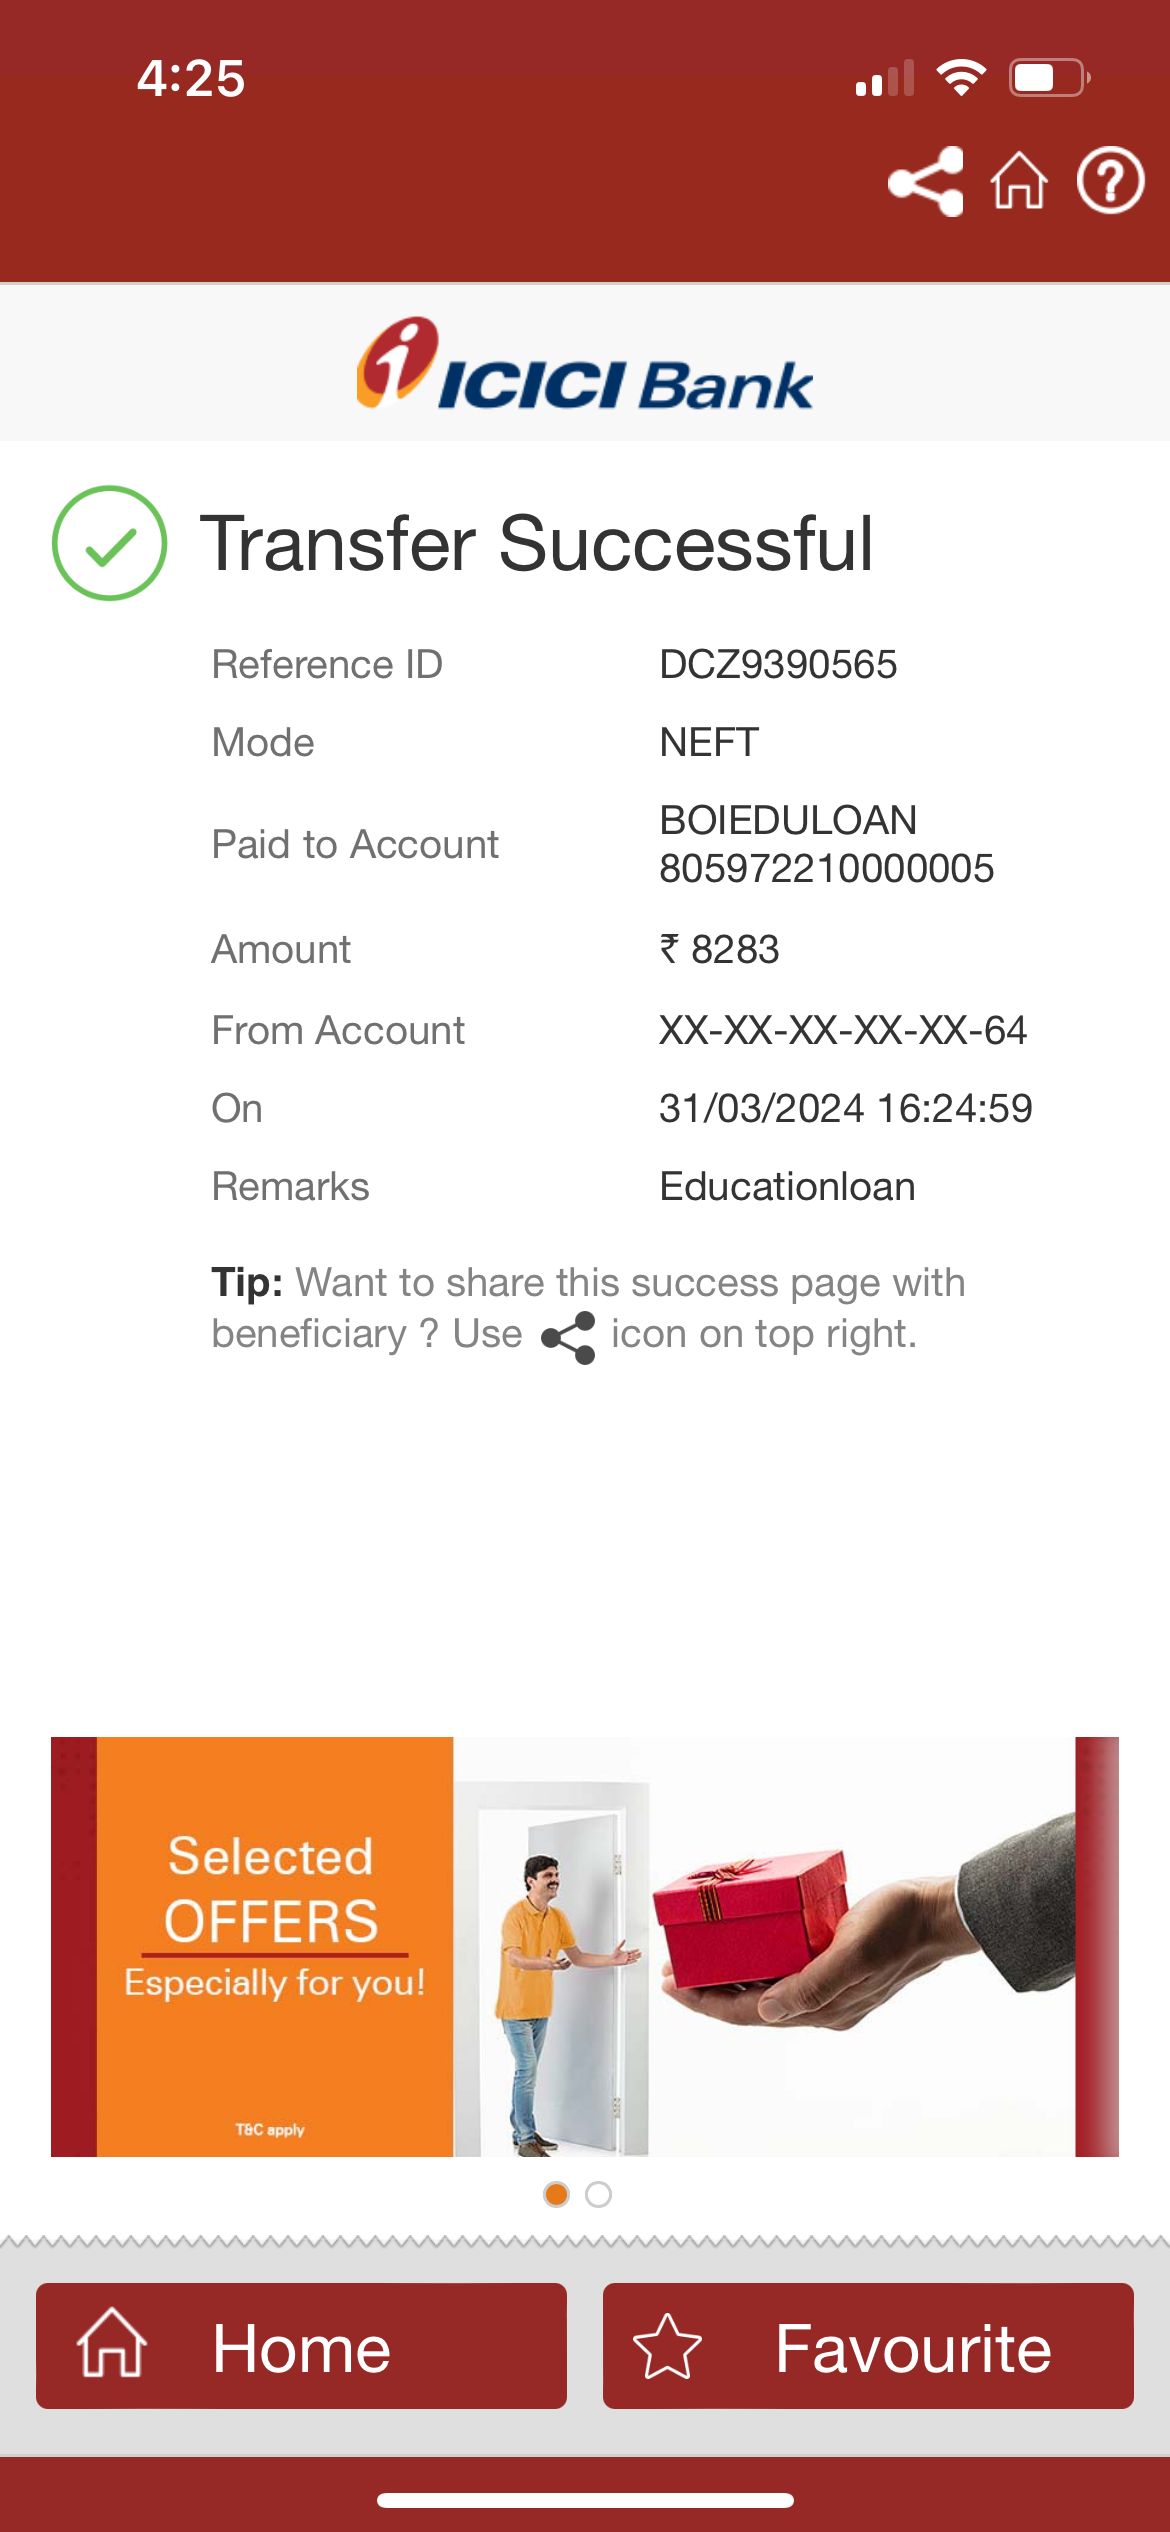 4:25
ICICI Bank
Transfer Successful
Reference ID DCZ9390565
Mode NEFT
Paid to Account BOIEDULOAN
805972210000005
Amount ₹ 8283
From Account XX-XX-XX-XX-XX-64
On 31/03/2024 16:24:59
Remarks Educationloan
Tip: Want to share this success page with
beneficiary ? Use icon on top right.
Selected
OFFERS
Especially for you!
T&C apply
Home
Favourite